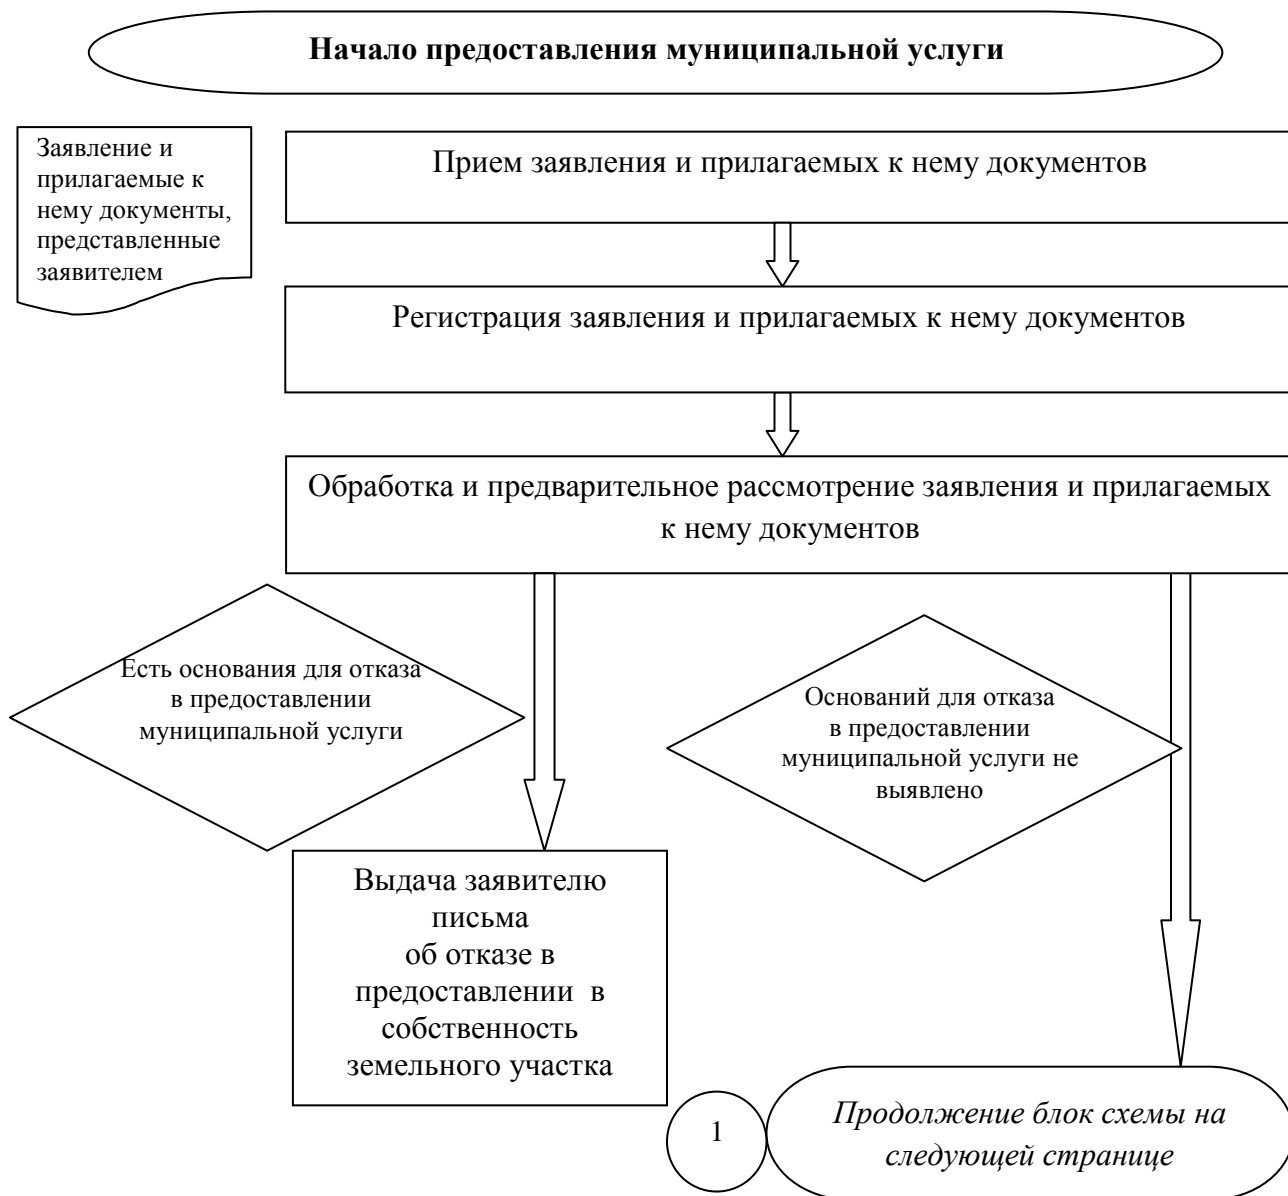 Начало предоставления муниципальной услуги
Заявление и
прилагаемые к
нему документы,
представленные
заявителем
Прием заявления и прилагаемых к нему документов
Регистрация заявления и прилагаемых к нему документов
Обработка и предварительное рассмотрение заявления и прилагаемых
к нему документов
Есть основания для отказа
в предоставлении
муниципальной услуги
Оснований для отказа
в предоставлении
муниципальной услуги не
выявлено
Выдача заявителю
письма
об отказе в
предоставлении в
собственность
земельного участка
1
Продолжение блок схемы на
следующей странице